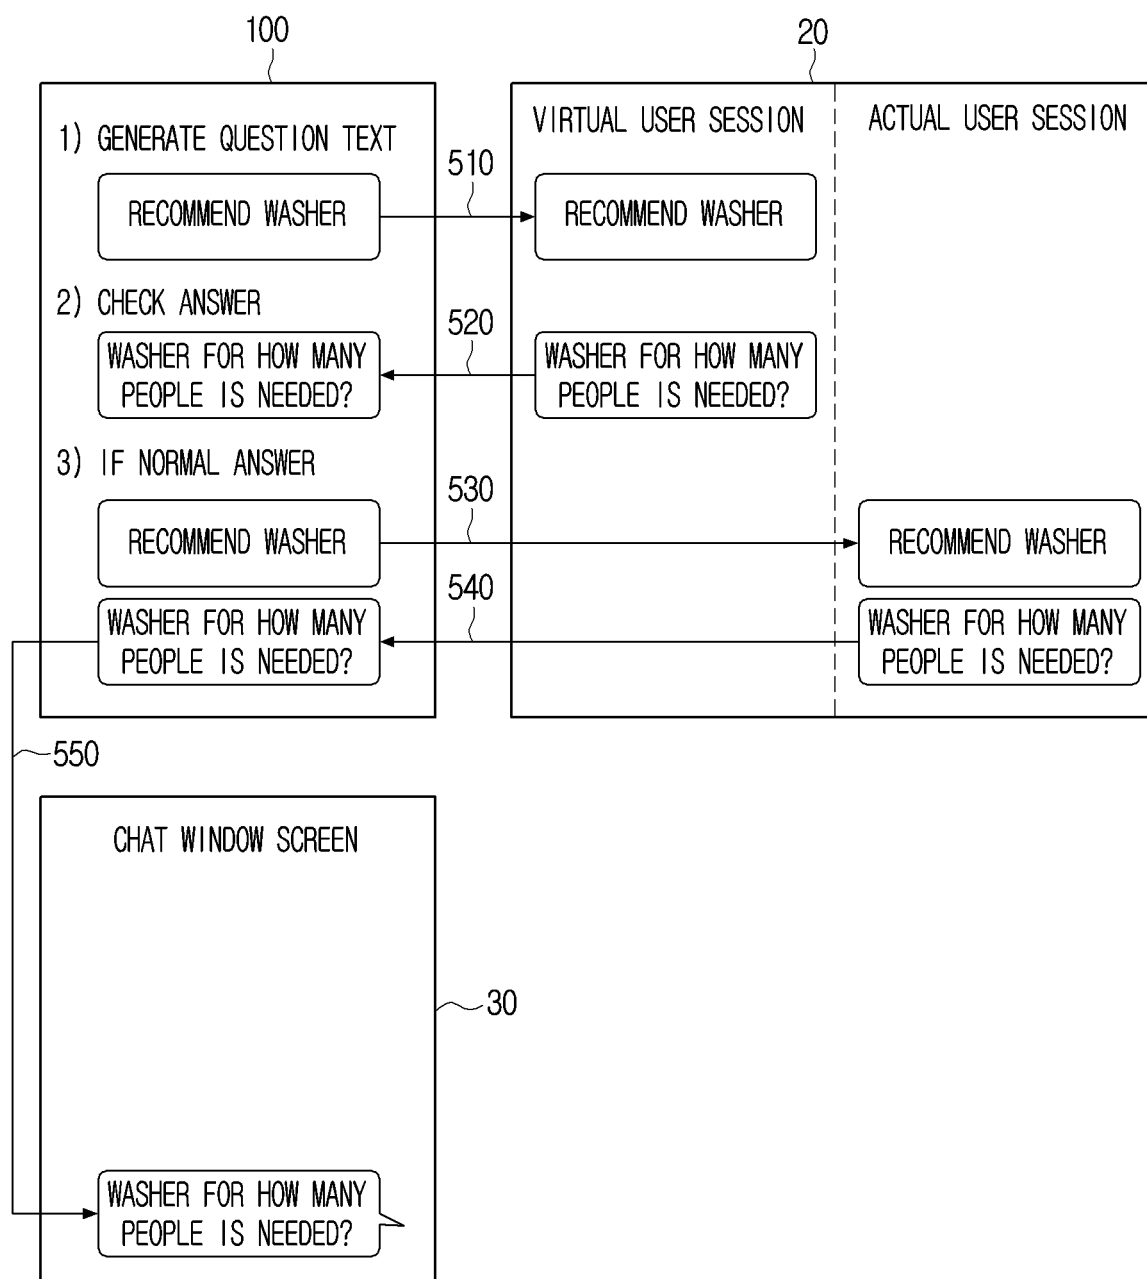 100
20
1) GENERATE QUESTION TEXT
VIRTUAL USER SESSION
ACTUAL USER SESSION
RECOMMEND WASHER
510
RECOMMEND WASHER
2) CHECK ANSWER
WASHER FOR HOW MANY
PEOPLE IS NEEDED?
520
WASHER FOR HOW MANY
PEOPLE IS NEEDED?
3) IF NORMAL ANSWER
RECOMMEND WASHER
530
RECOMMEND WASHER
WASHER FOR HOW MANY
PEOPLE IS NEEDED?
540
WASHER FOR HOW MANY
PEOPLE IS NEEDED?
550
CHAT WINDOW SCREEN
30
WASHER FOR HOW MANY
PEOPLE IS NEEDED?